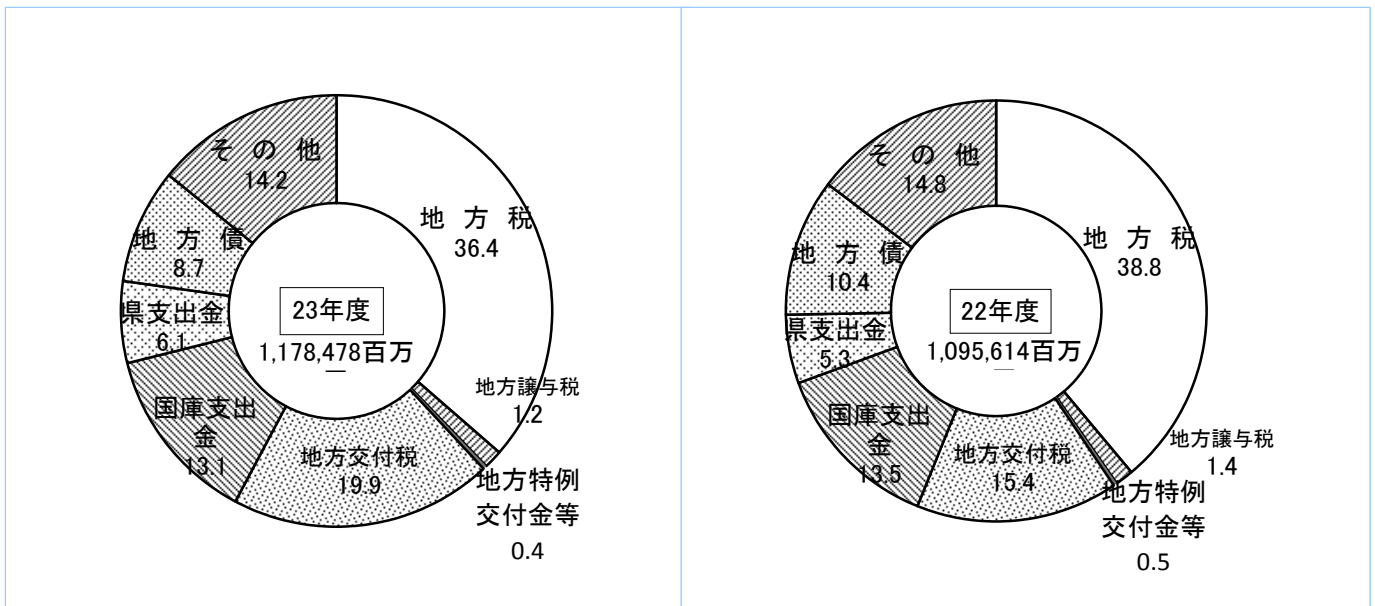 その他
14.2
地方税
36.4
地方債
8.7
23年度
1,178,478百万
県支出金
6.1
地方譲与税
1.2
国庫支出
金
13.1
地方交付税
19.9
地方特例
交付金等
0.4
その他
14.8
地方税
38.8
地方債
10.4
22年度
1,095,614百万
県支出金
5.3
国庫支出
金
13.5
地方譲与税
1.4
地方交付税
15.4
地方特例
交付金等
0.5